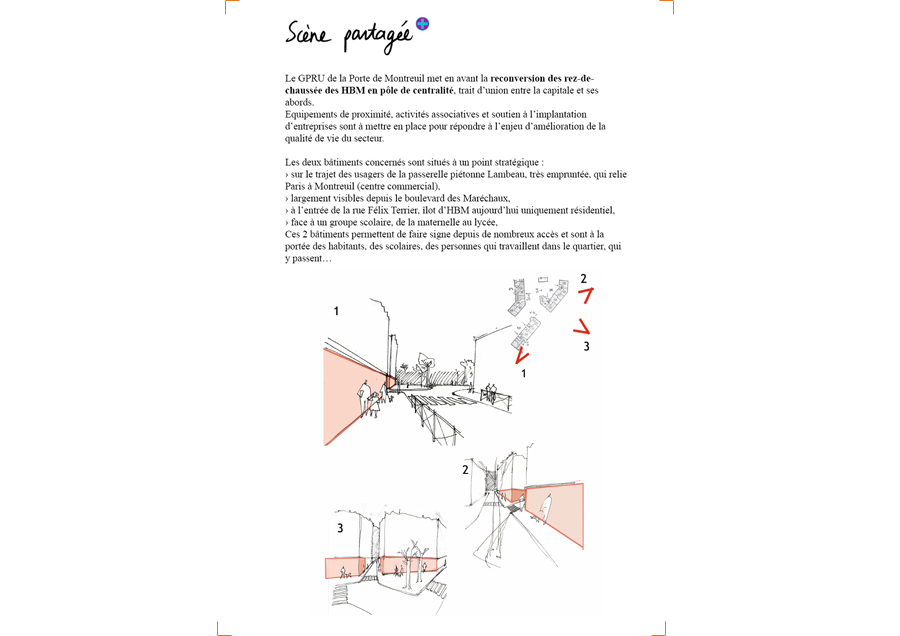 Scène partagée
Le GPRU de la Porte de Montreuil met en avant la reconversion des rez-de-
chaussée des HBM en pôle de centralité, trait d’union entre la capitale et ses
abords.
Equipements de proximité, activités associatives et soutien à l’implantation
d’entreprises sont à mettre en place pour répondre à l’enjeu d’amélioration de la
qualité de vie du secteur.
Les deux bâtiments concernés sont situés à un point stratégique :
› sur le trajet des usagers de la passerelle piétonne Lambeau, très empruntée, qui relie
Paris à Montreuil (centre commercial),
› largement visibles depuis le boulevard des Maréchaux,
› à l’entrée de la rue Félix Terrier, îlot d’HBM aujourd’hui uniquement résidentiel,
› face à un groupe scolaire, de la maternelle au lycée,
Ces 2 bâtiments permettent de faire signe depuis de nombreux accès et sont à la
portée des habitants, des scolaires, des personnes qui travaillent dans le quartier, qui
y passent…
2
1
3
1
2
3